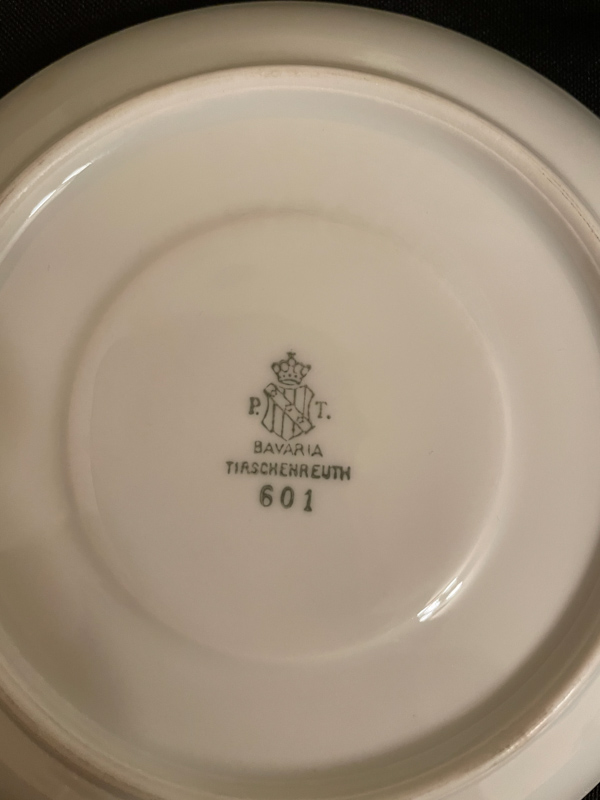 P. T.
BAVARIA
TIRSCHENREUTH
601